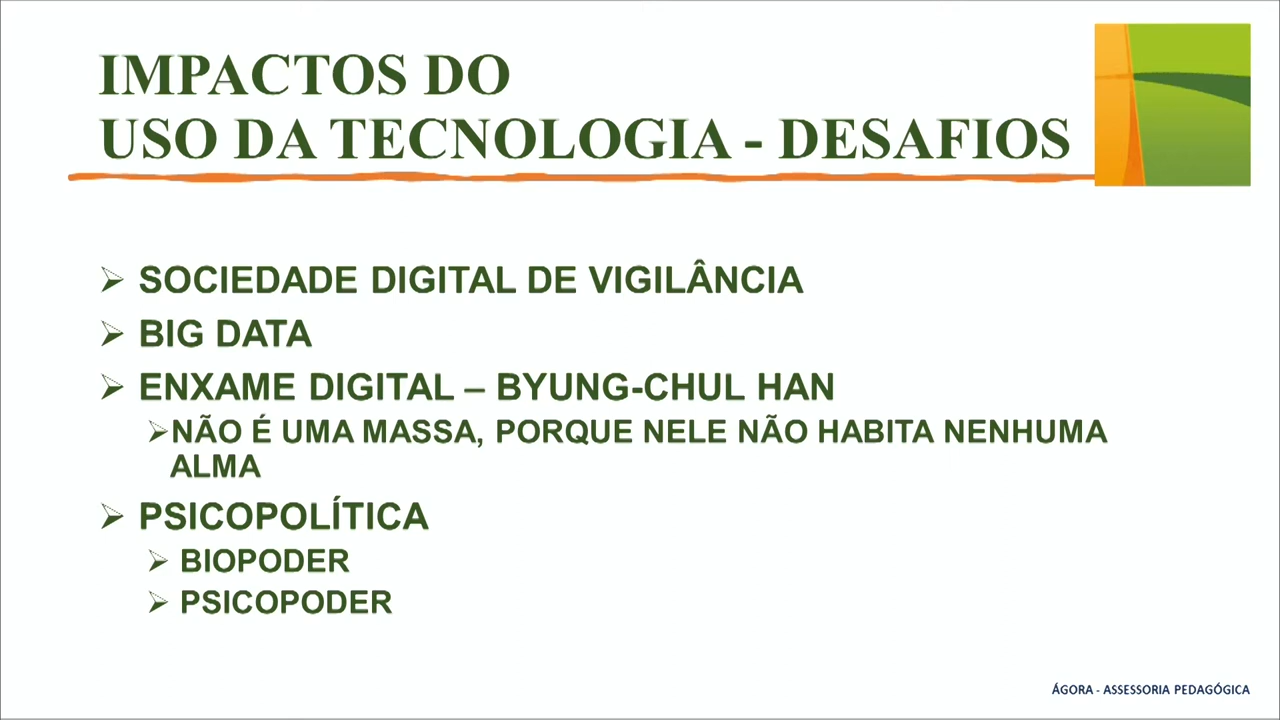 IMPACTOS DO
USO DA TECNOLOGIA - DESAFIOS
➢ SOCIEDADE DIGITAL DE VIGILÂNCIA
➢ BIG DATA
➢ ENXAME DIGITAL – BYUNG-CHUL HAN
➢NÃO É UMA MASSA, PORQUE NELE NÃO HABITA NENHUMA
ALMA
➢ PSICOPOLÍTICA
➢ BIOPODER
➢ PSICOPODER
ÁGORA - ASSESSORIA PEDAGÓGICA